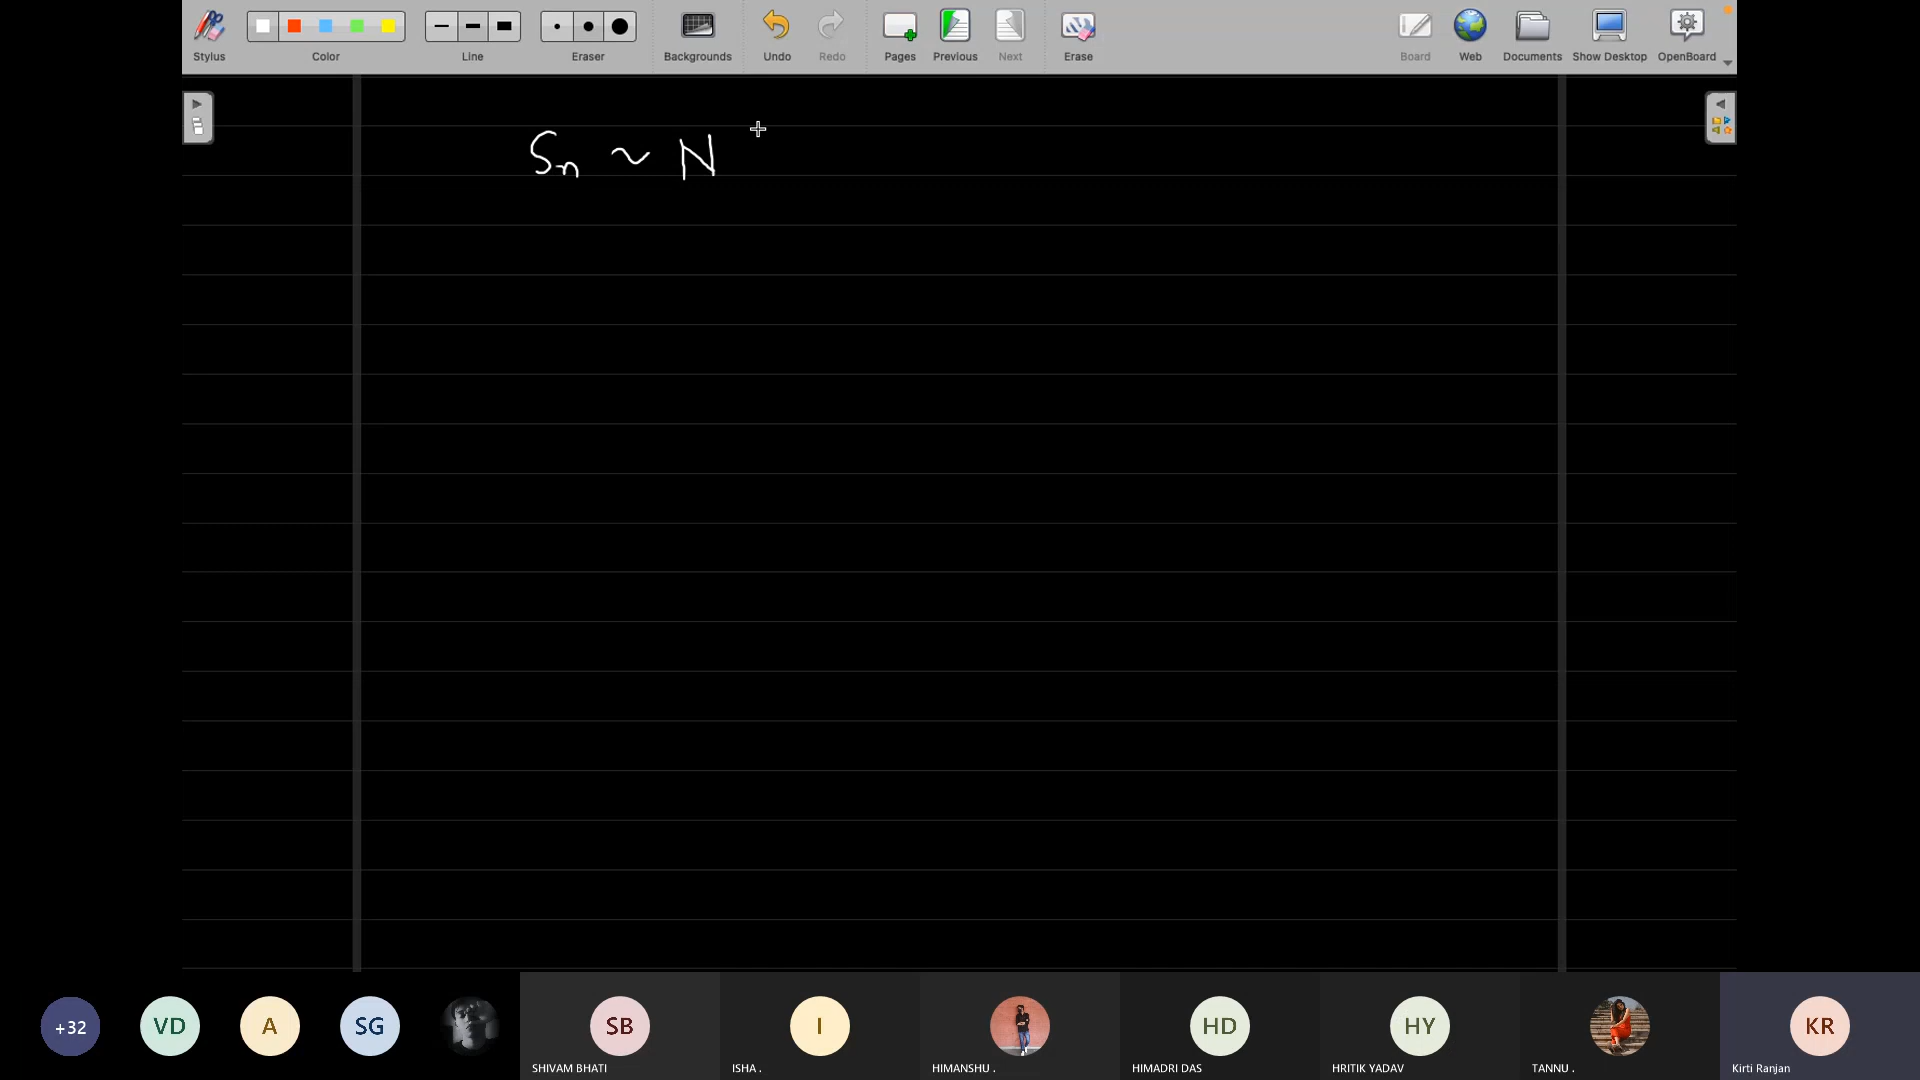 Stylus Color Line Eraser Backgrounds Undo Redo Pages Previous Next Erase Board Web Documents Show Desktop OpenBoard
Sn ~ N
+32 VD A SG SB I HD HY KR
SHIVAM BHATI ISHA . HIMANSHU . HIMADRI DAS HRITIK YADAV TANNU . Kirti Ranjan